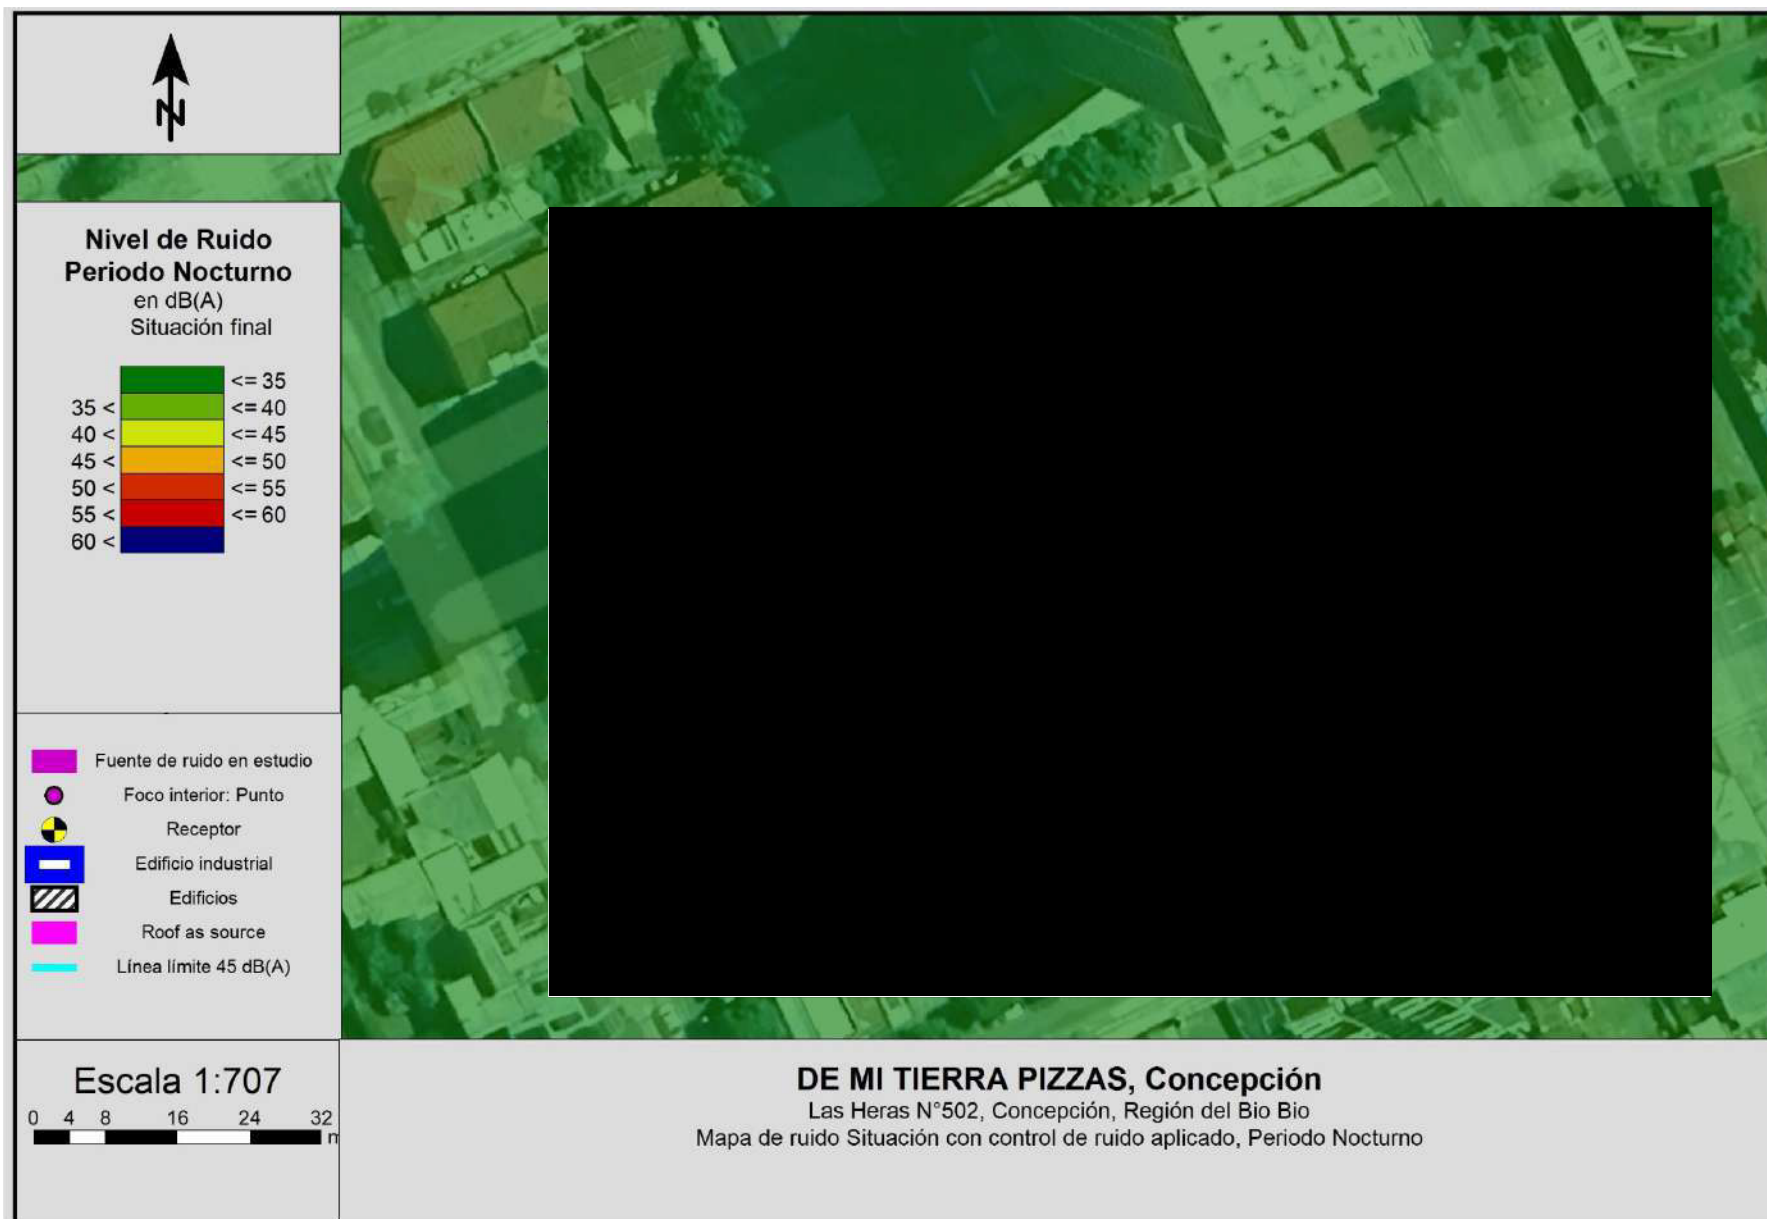 N
Nivel de Ruido
Periodo Nocturno
en dB(A)
Situación final
<= 35
35 < <= 40
40 < <= 45
45 < <= 50
50 < <= 55
55 < <= 60
60 <
Fuente de ruido en estudio
Foco interior: Punto
Receptor
Edificio industrial
Edificios
Roof as source
Línea límite 45 dB(A)
Escala 1:707
0 4 8 16 24 32
m
DE MI TIERRA PIZZAS, Concepción
Las Heras N°502, Concepción, Región del Bio Bio
Mapa de ruido Situación con control de ruido aplicado, Periodo Nocturno